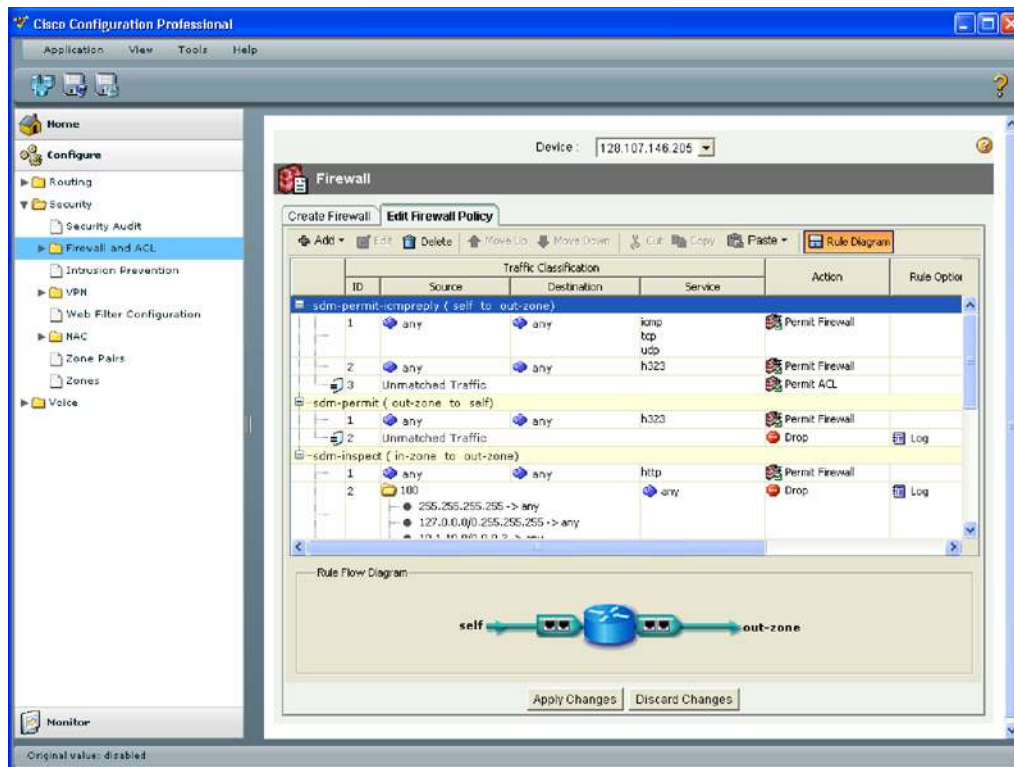 Cisco Configuration Professional
Application View Tools Help
Home
Configure
Routing
Security
Security Audit
Firewall and ACL
Intrusion Prevention
VPN
Web Filter Configuration
NAC
Zone Pairs
Zones
Voice
Monitor
Original value: disabled
Device : 128.107.146.205
Firewall
Create Firewall Edit Firewall Policy
Add Edit Delete Move Up Move Down Cut Copy Paste Rule Diagram
Traffic Classification Action Rule Option
ID Source Destination Service
sdm-permit-icmpreply ( self to out-zone)
1 any any icmp Permit Firewall
tcp
udp
2 any any h323 Permit Firewall
3 Unmatched Traffic Permit ACL
sdm-permit ( out-zone to self)
1 any any h323 Permit Firewall
2 Unmatched Traffic Drop Log
sdm-inspect ( in-zone to out-zone)
1 any any http Permit Firewall
2 100 any Drop Log
255.255.255.255 -> any
127.0.0.0/0.255.255.255 -> any
Rule Flow Diagram
self out-zone
Apply Changes Discard Changes